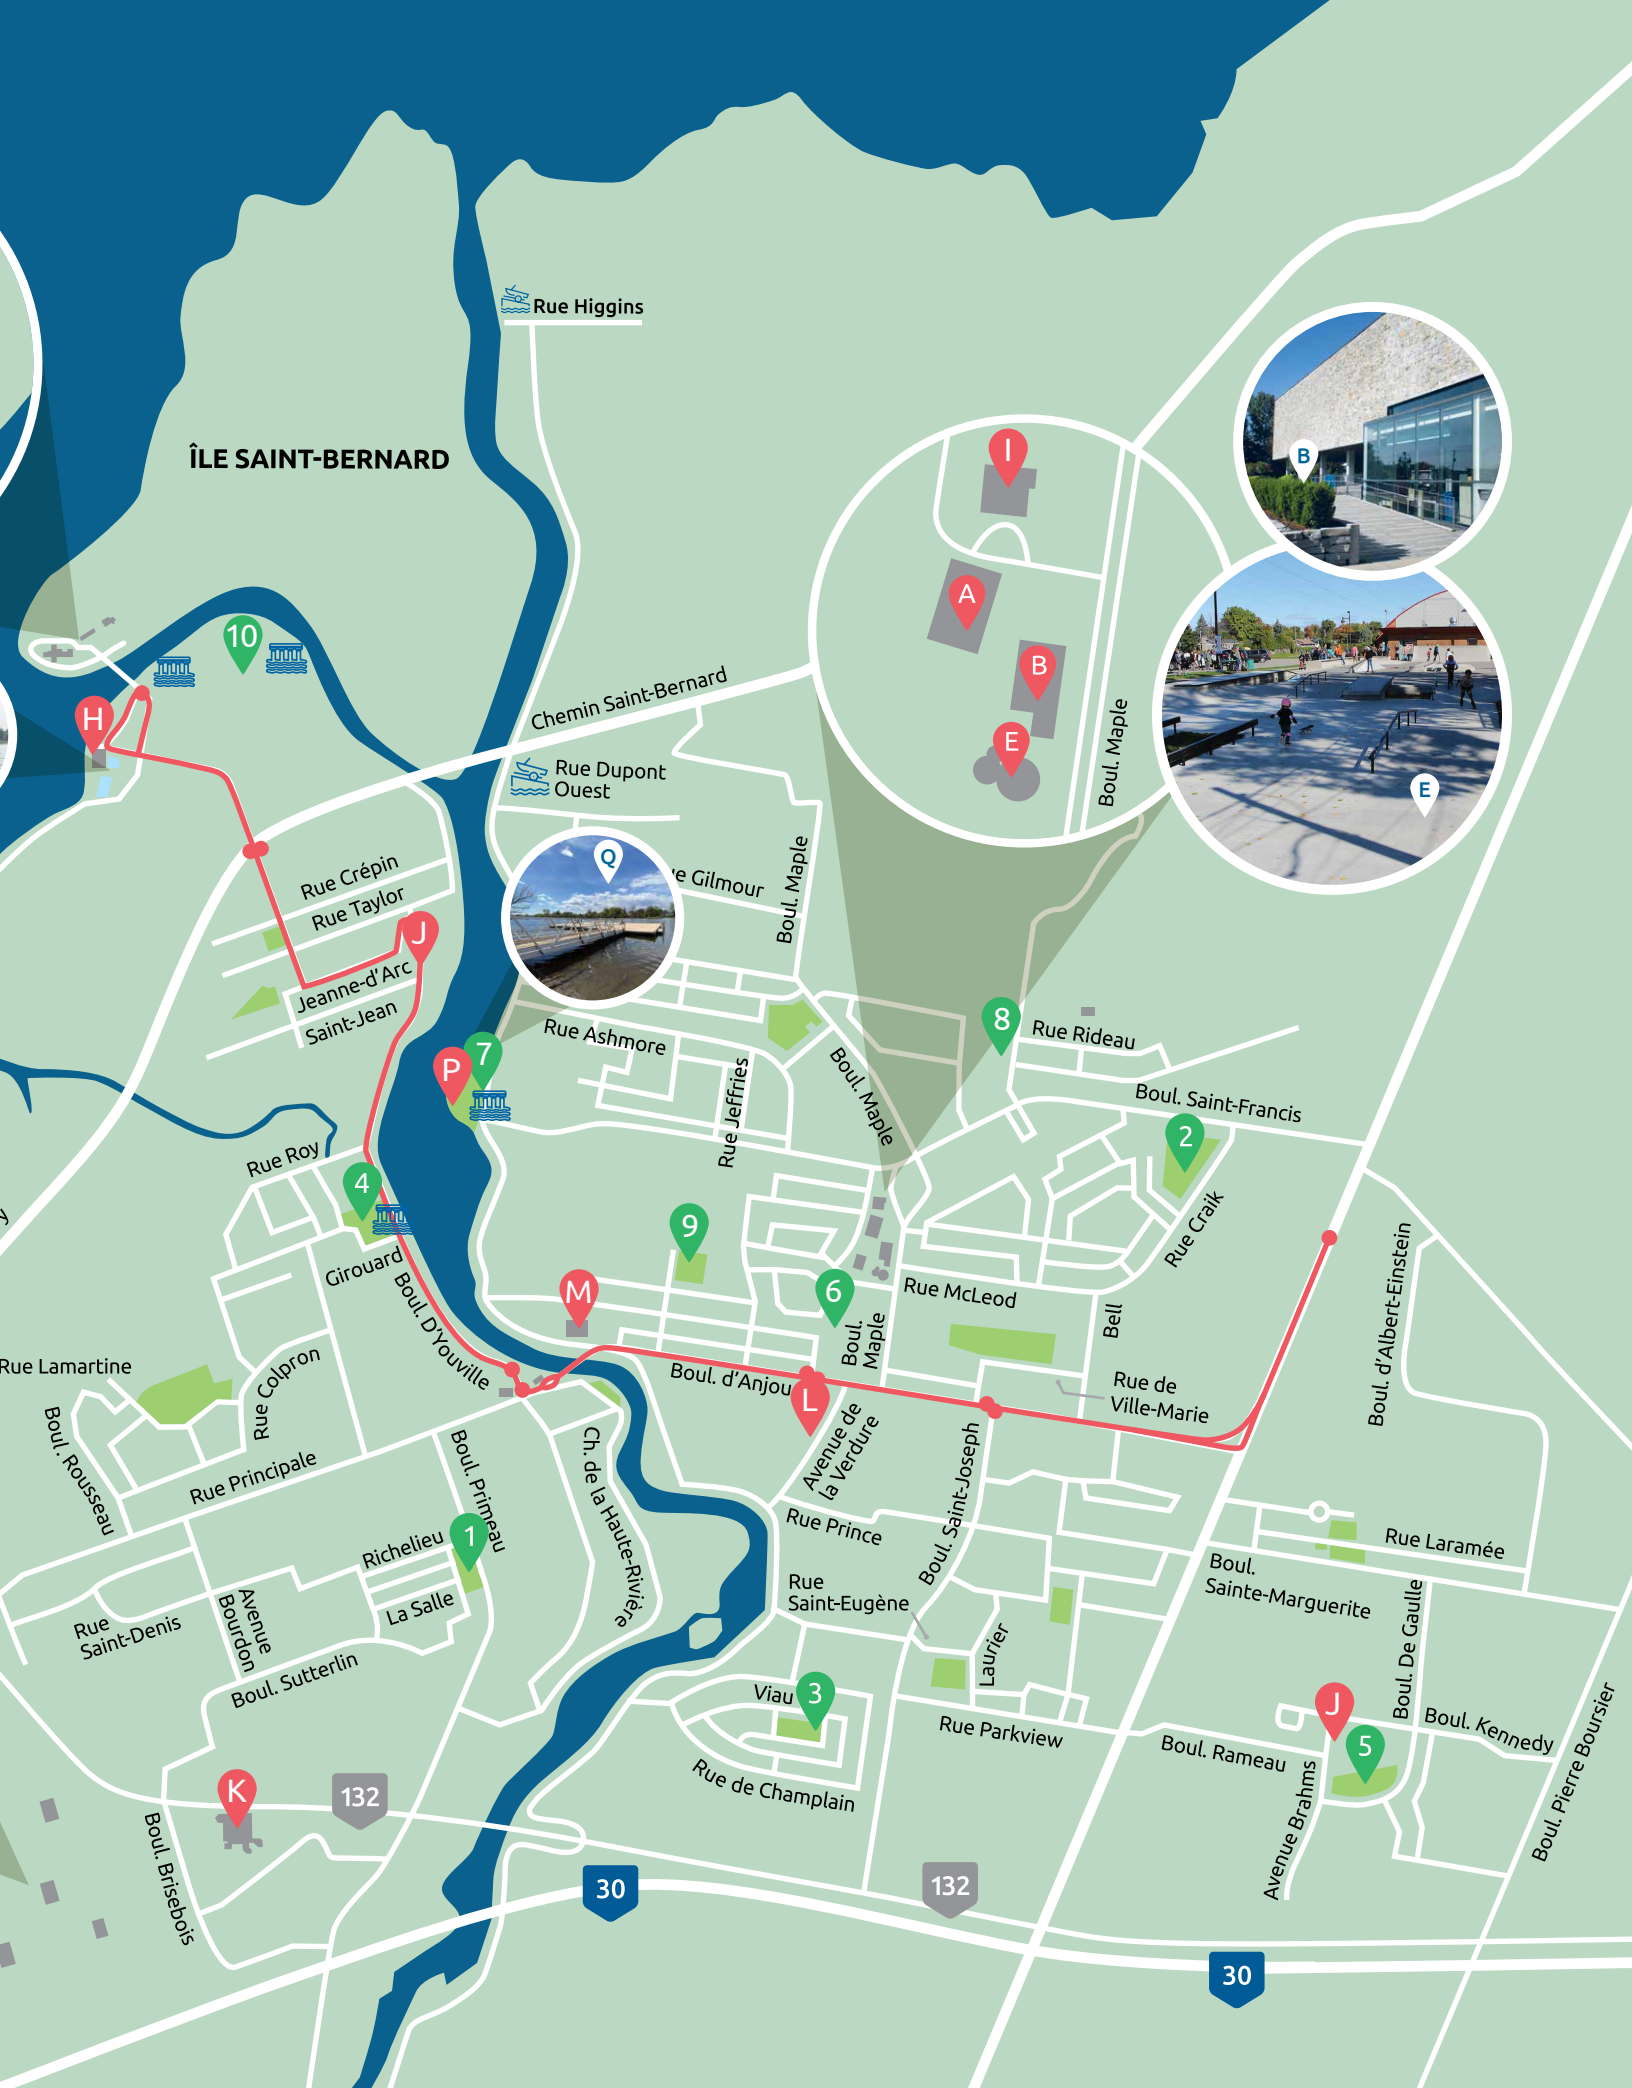 Rue Higgins
I
B
ÎLE SAINT-BERNARD
A
10
B
Chemin Saint-Bernard
H
E
Boul. Maple
Rue Dupont
Ouest
E
Q
Rue Crépin
Rue Taylor
Gilmour
Boul. Maple
J
Jeanne-d'Arc
Saint-Jean
8
Rue Rideau
Rue Ashmore
7
P
Rue Jeffries
Boul. Maple
Boul. Saint-Francis
2
Rue Roy
4
9
Rue Craik
Girouard
Boul. D'Youville
M
6
Rue McLeod
Boul.
Maple
Bell
Boul. d'Albert-Einstein
Rue Lamartine
Rue Colpron
Boul. d'Anjou
L
Rue de
Ville-Marie
Boul. Rousseau
Rue Principale
Boul. Primeau
Ch. de la Haute-Rivière
Avenue de
la Verdure
Boul. Saint-Joseph
Rue Prince
1
Richelieu
La Salle
Rue Laramée
Boul.
Sainte-Marguerite
Rue
Saint-Eugène
Rue
Saint-Denis
Avenue
Bourdon
Boul. Sutterlin
Laurier
Boul. De Gaulle
Viau
3
Rue Parkview
J
5
Boul. Kennedy
Boul. Rameau
Boul. Pierre Boursier
Rue de Champlain
K
132
Boul. Brisebois
Avenue Brahms
30
132
30